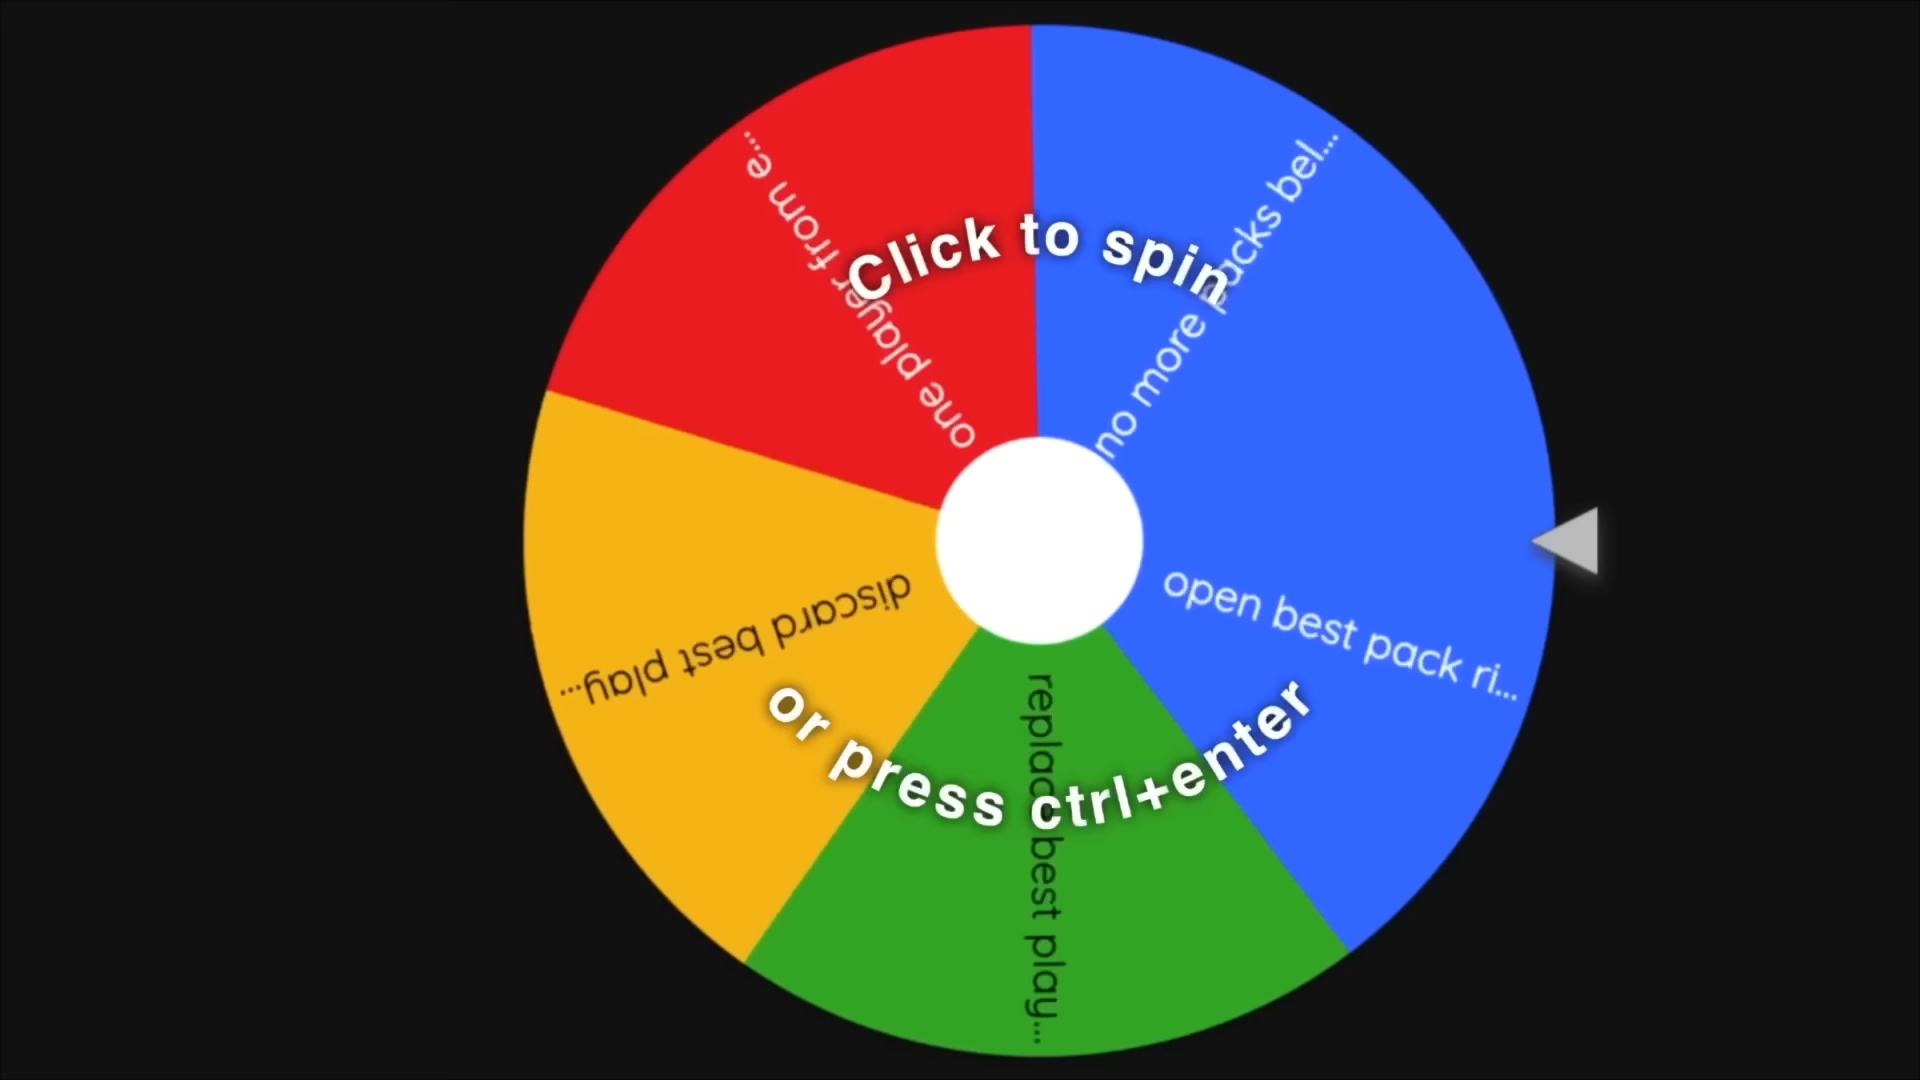 Click to spin
or press ctrl+enter
one player from e...
no more packs bel...
open best pack ri...
replace best play...
discard best play...